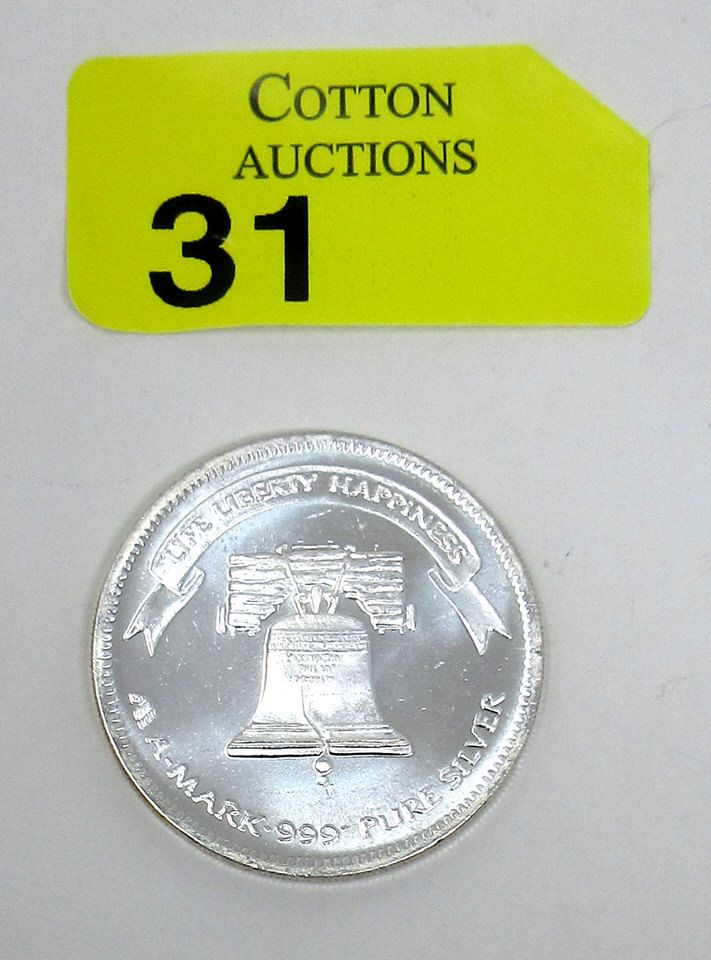 COTTON
AUCTIONS
31
LIFE LIBERTY HAPPINESS
A-MARK · 999+ PURE SILVER